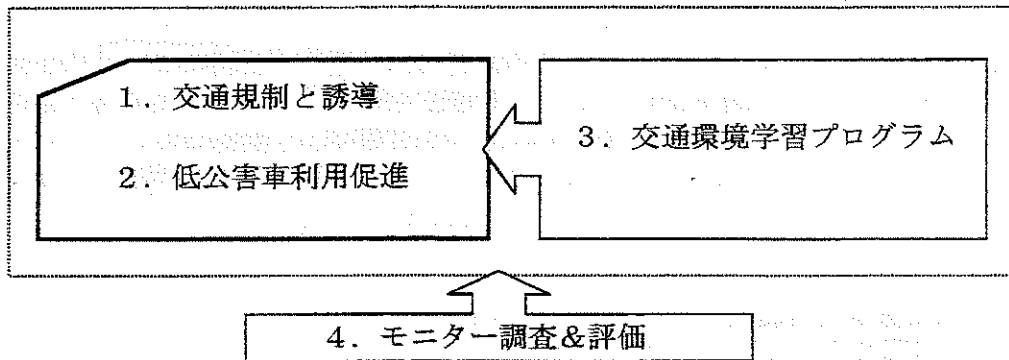 1．交通規制と誘導
2．低公害車利用促進
3．交通環境学習プログラム
4．モニター調査＆評価